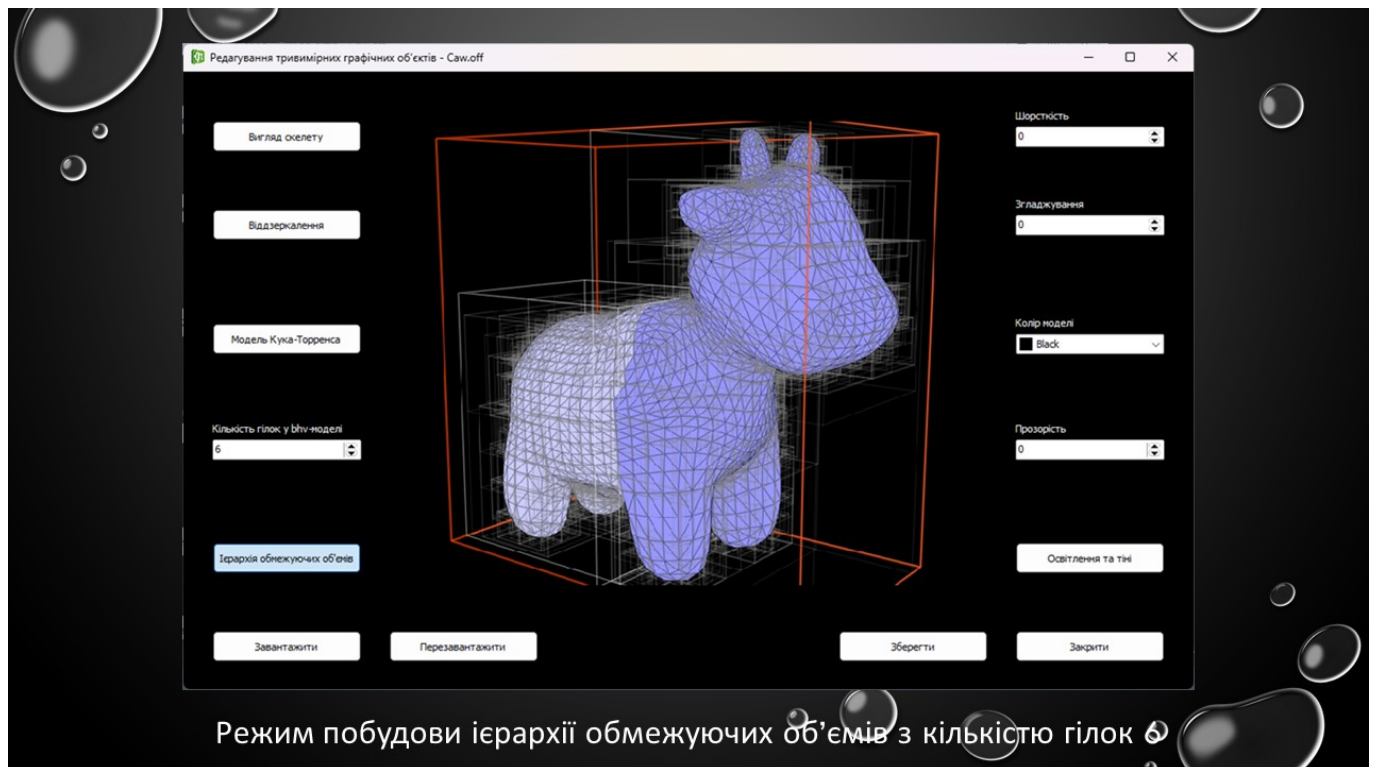 Редагування тривимірних графічних об'єктів - Caw.off
Вигляд скелету
Шорсткість
0
Віддзеркалення
Згладжування
0
Модель Кука-Торренса
Колір моделі
Black
Кількість гілок у bhv-моделі
6
Прозорість
0
Ієрархія обмежуючих об'ємів
Освітлення та тіні
Завантажити
Перезавантажити
Зберегти
Закрити
Режим побудови ієрархії обмежуючих об’ємів з кількістю гілок 6